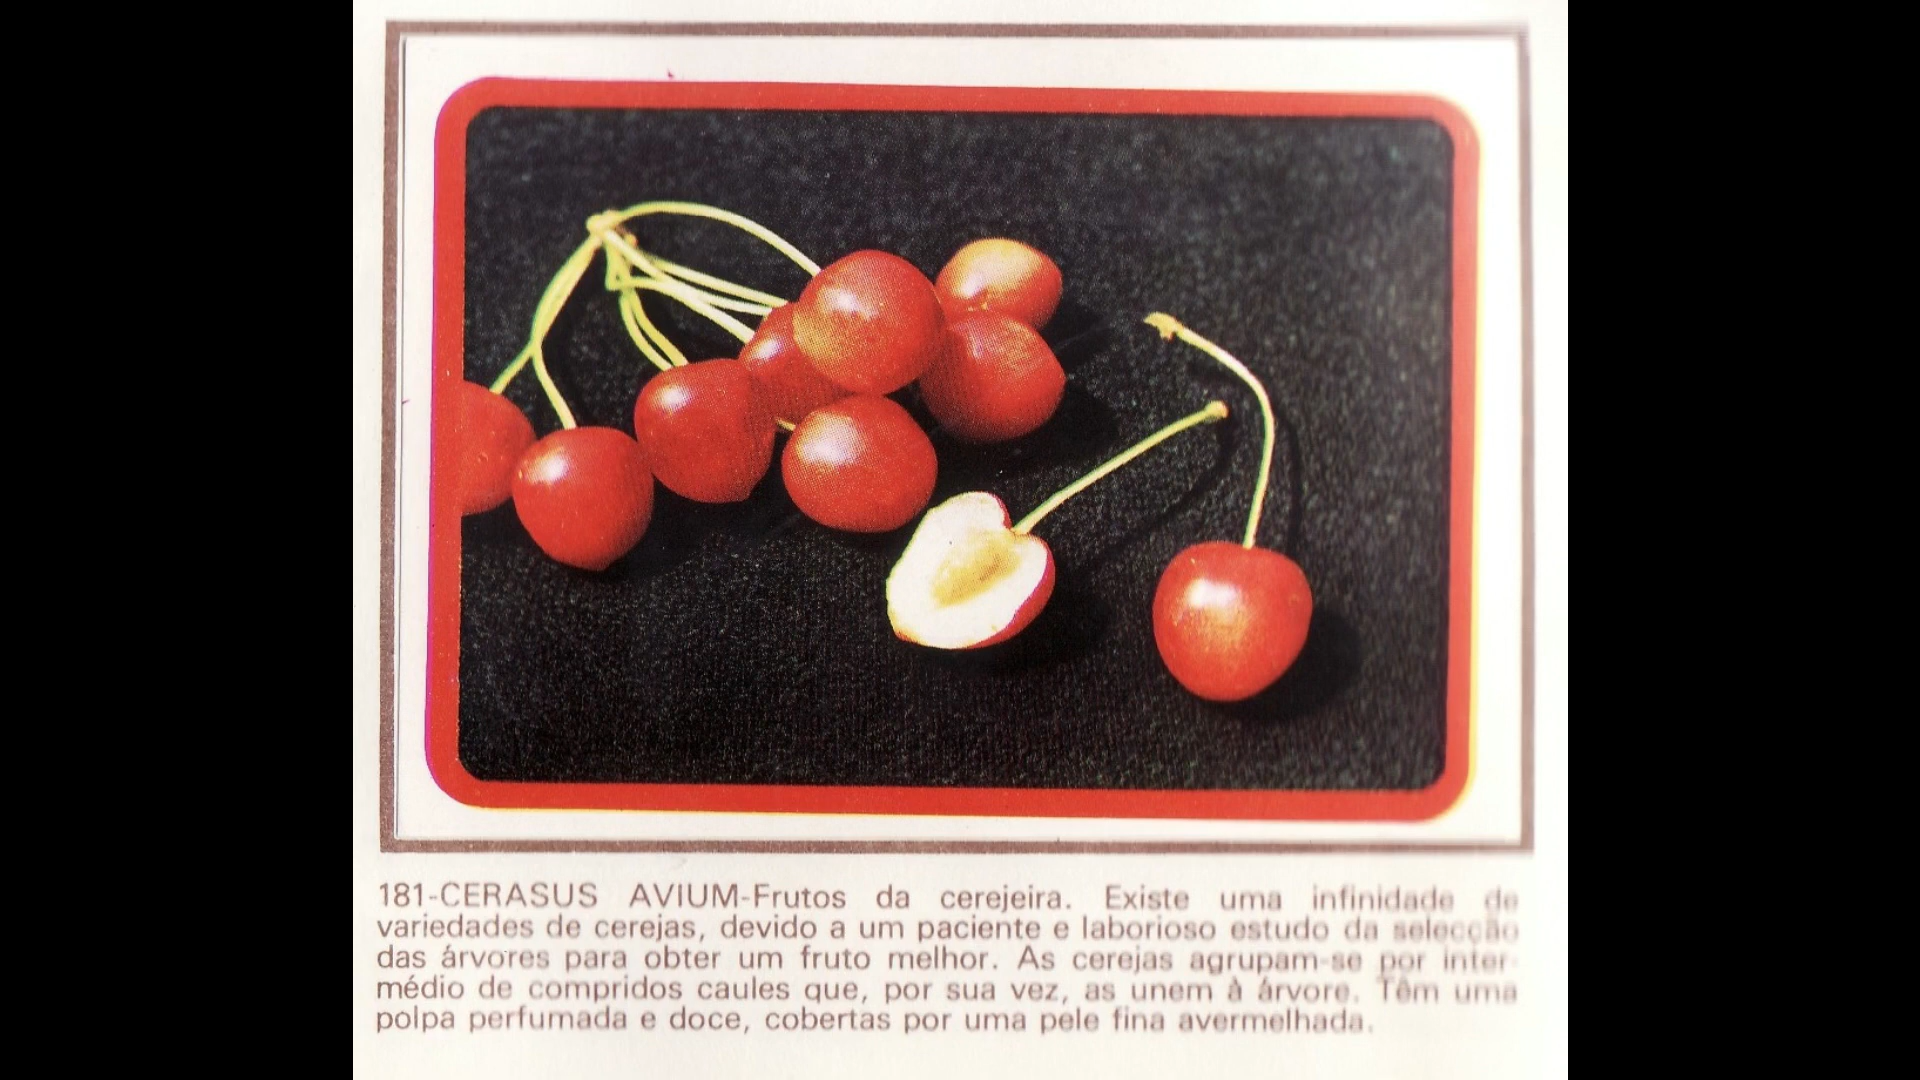 181-CERASUS AVIUM-Frutos da cerejeira. Existe uma infinidade de
variedades de cerejas, devido a um paciente e laborioso estudo da selecção
das árvores para obter um fruto melhor. As cerejas agrupam-se por inter-
médio de compridos caules que, por sua vez, as unem à árvore. Têm uma
polpa perfumada e doce, cobertas por uma pele fina avermelhada.